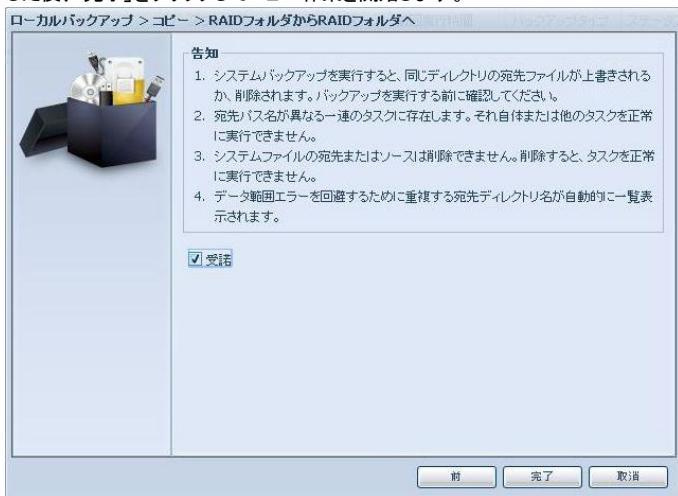 ローカルバックアップ > コピー > RAIDフォルダからRAIDフォルダへ
告知
1. システムバックアップを実行すると、同じディレクトリの宛先ファイルが上書きされる
か、削除されます。バックアップを実行する前に確認してください。
2. 宛先パス名が異なる一連のタスクに存在します。それ自体または他のタスクを正常
に実行できません。
3. システムファイルの宛先またはソースは削除できません。削除すると、タスクを正常
に実行できません。
4. データ範囲エラーを回避するために重複する宛先ディレクトリ名が自動的に一覧表
示されます。
受諾
前 完了 取消